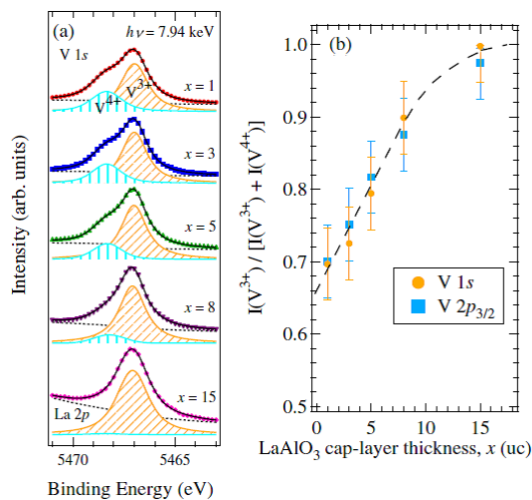 (a)
hν = 7.94 keV
V 1s
V⁴⁺
V³⁺
x = 1
x = 3
x = 5
x = 8
x = 15
La 2p
5470
5465
Binding Energy (eV)
Intensity (arb. units)
(b)
1.0
0.9
0.8
0.7
0.6
0.5
0
5
10
15
I(V³⁺) / [I(V³⁺) + I(V⁴⁺)]
V 1s
V 2p₃/₂
LaAlO₃ cap-layer thickness, x (uc)